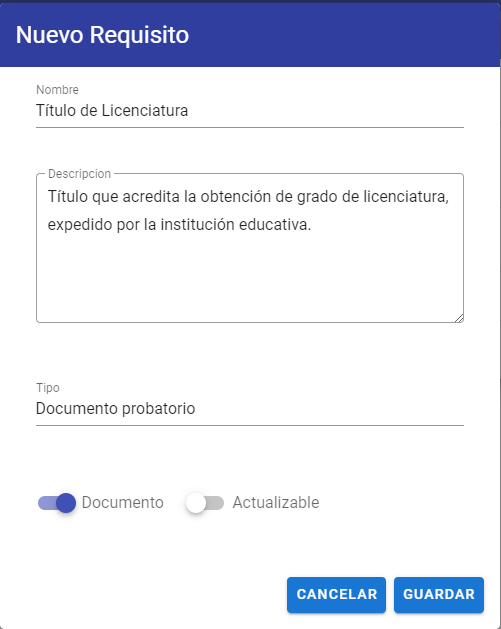 Nuevo Requisito
Nombre
Título de Licenciatura
Descripcion
Título que acredita la obtención de grado de licenciatura,
expedido por la institución educativa.
Tipo
Documento probatorio
Documento Actualizable
CANCELAR GUARDAR